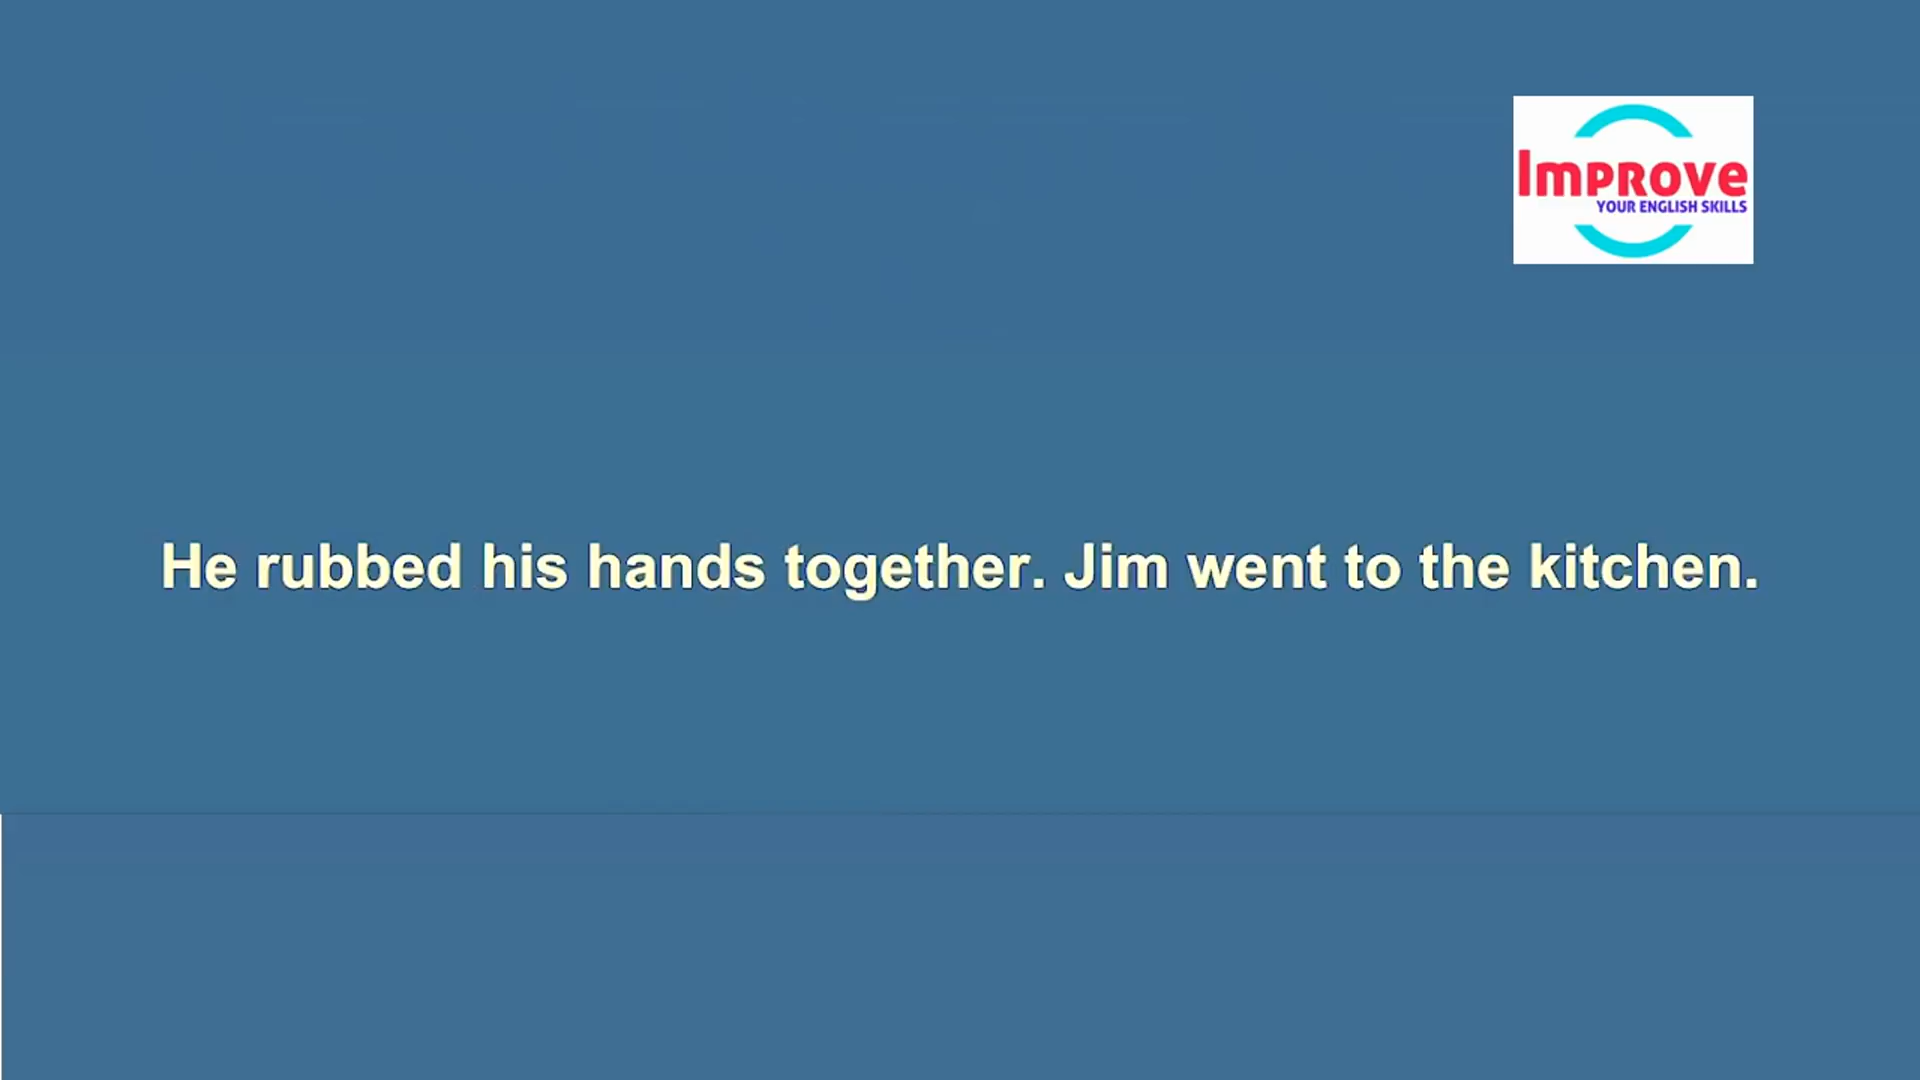 Improve
YOUR ENGLISH SKILLS
He rubbed his hands together. Jim went to the kitchen.